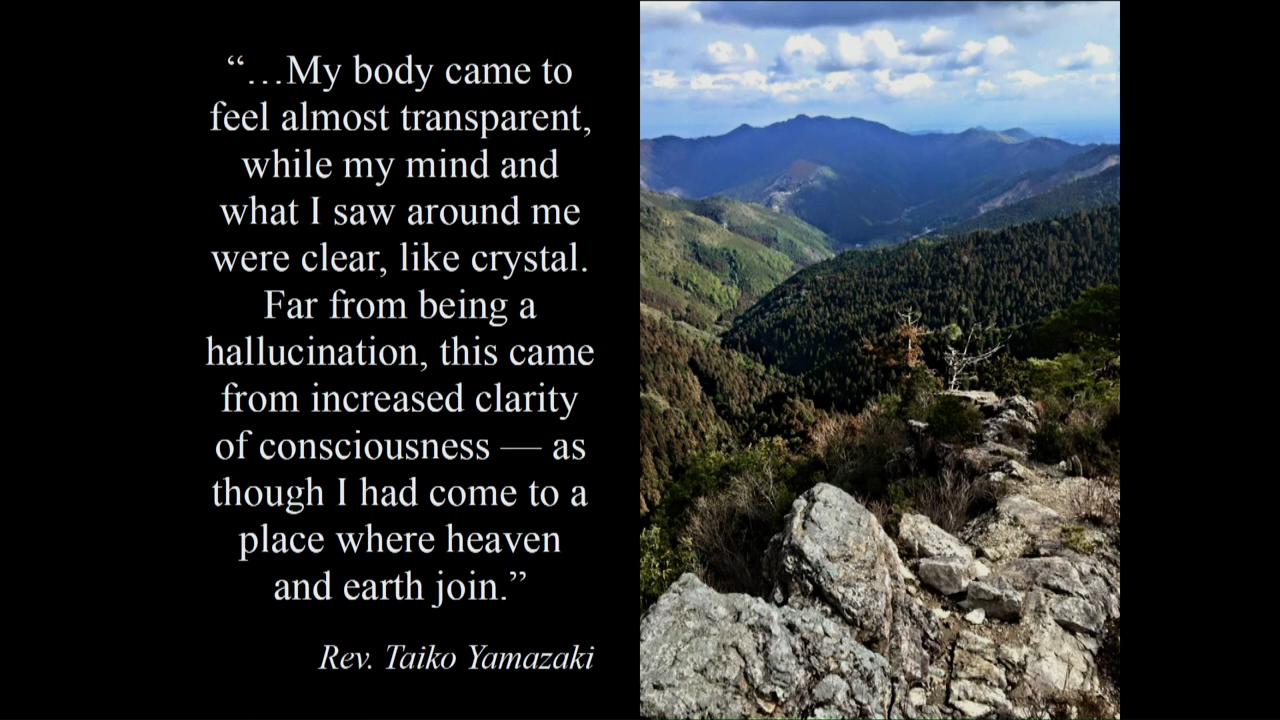 “…My body came to
feel almost transparent,
while my mind and
what I saw around me
were clear, like crystal.
Far from being a
hallucination, this came
from increased clarity
of consciousness — as
though I had come to a
place where heaven
and earth join.”
Rev. Taiko Yamazaki